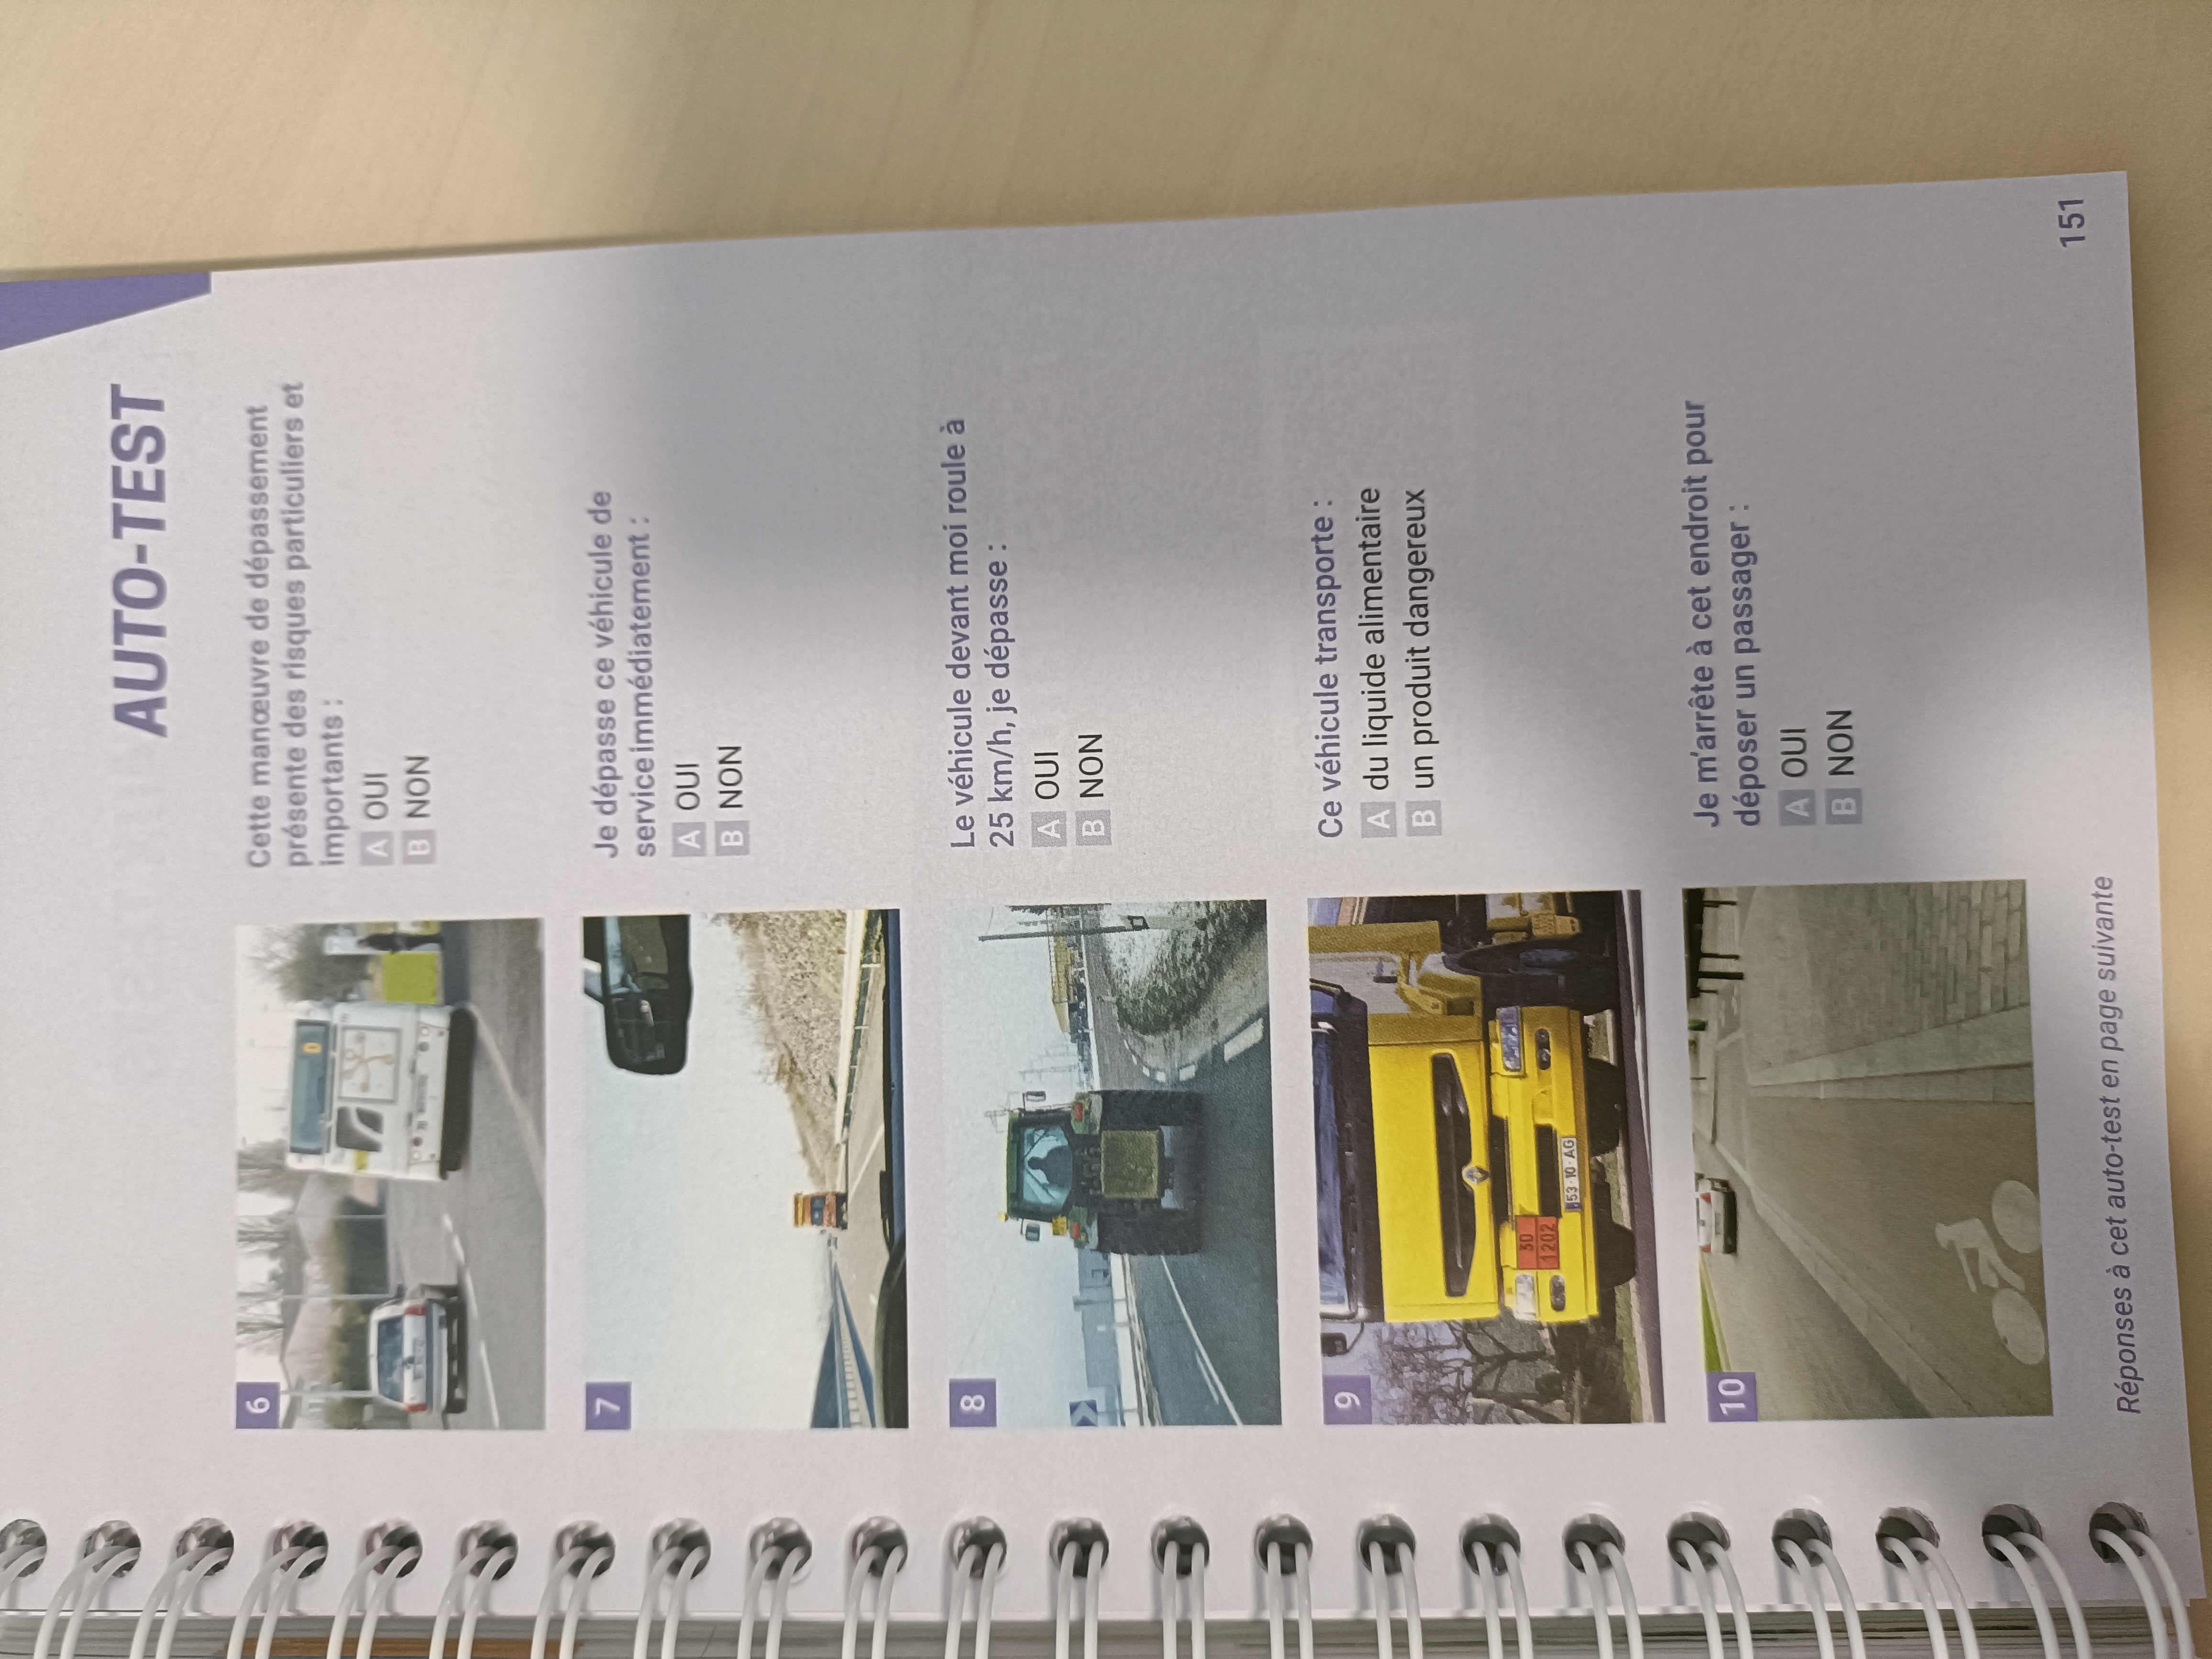 AUTO-TEST
6
Cette manœuvre de dépassement
présente des risques particuliers et
importants :
A OUI
B NON
7
Je dépasse ce véhicule de
service immédiatement :
A OUI
B NON
8
Le véhicule devant moi roule à
25 km/h, je dépasse :
A OUI
B NON
9
Ce véhicule transporte :
A du liquide alimentaire
B un produit dangereux
30
1202
53 10 AG
10
Je m'arrête à cet endroit pour
déposer un passager :
A OUI
B NON
Réponses à cet auto-test en page suivante
151